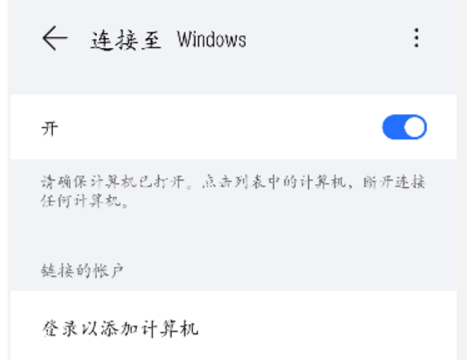 连接至 Windows
开
请确保计算机已打开。点击列表中的计算机，断开连接
任何计算机。
链接的帐户
登录以添加计算机